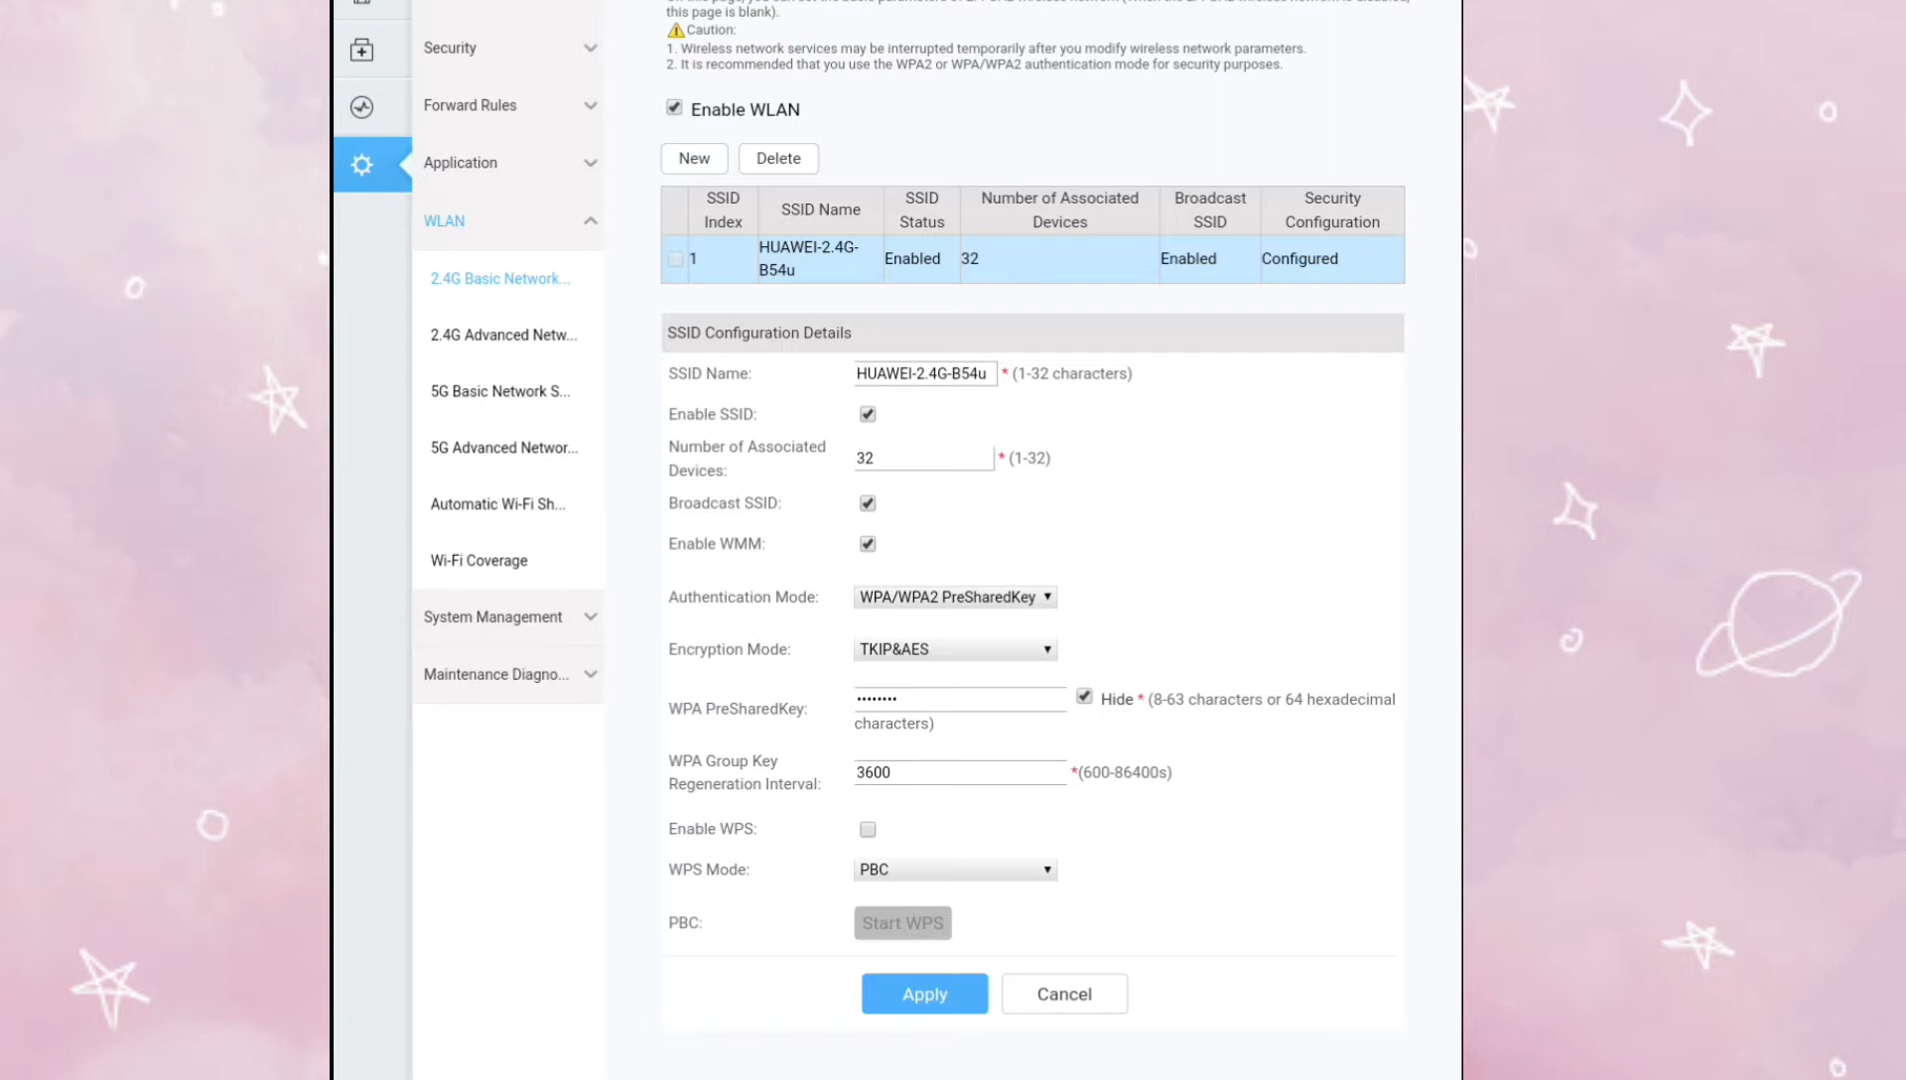 this page is blank).
Caution:
1. Wireless network services may be interrupted temporarily after you modify wireless network parameters.
2. It is recommended that you use the WPA2 or WPA/WPA2 authentication mode for security purposes.
Security
Forward Rules
Application
WLAN
2.4G Basic Network...
2.4G Advanced Netw...
5G Basic Network S...
5G Advanced Networ...
Automatic Wi-Fi Sh...
Wi-Fi Coverage
System Management
Maintenance Diagno...
Enable WLAN
New Delete
SSID Index SSID Name SSID Status Number of Associated Devices Broadcast SSID Security Configuration
1 HUAWEI-2.4G-B54u Enabled 32 Enabled Configured
SSID Configuration Details
SSID Name: HUAWEI-2.4G-B54u * (1-32 characters)
Enable SSID:
Number of Associated
Devices: 32 * (1-32)
Broadcast SSID:
Enable WMM:
Authentication Mode: WPA/WPA2 PreSharedKey
Encryption Mode: TKIP&AES
WPA PreSharedKey: •••••••• Hide * (8-63 characters or 64 hexadecimal
characters)
WPA Group Key
Regeneration Interval: 3600 *(600-86400s)
Enable WPS:
WPS Mode: PBC
PBC: Start WPS
Apply Cancel